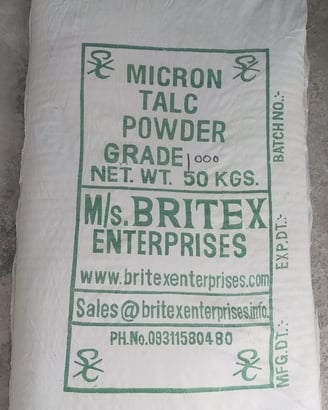 MICRON
TALC
POWDER
GRADE 1000
NET. WT. 50 KGS.
M/s. BRITEX
ENTERPRISES
www.britexenterprises.com
Sales@britexenterprises.info.
PH.No.09311580480
BATCH NO.:-
EXP.DT.:-
MFG.DT.:-